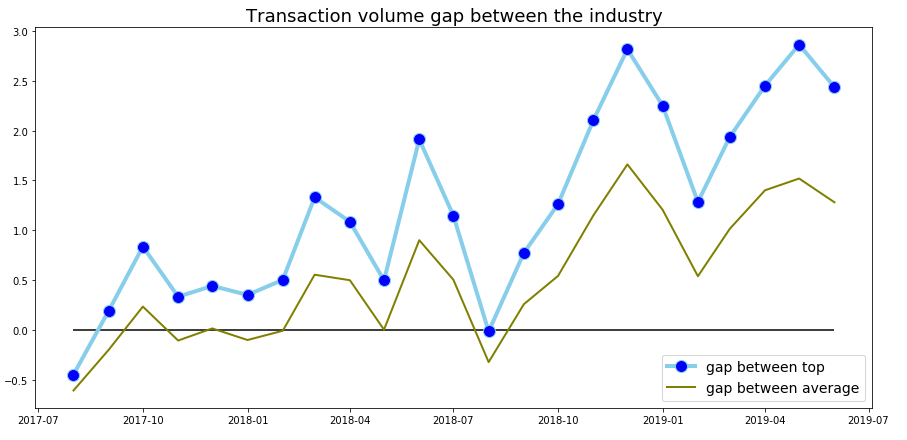 Transaction volume gap between the industry
3.0
2.5
2.0
1.5
1.0
0.5
0.0
−0.5
gap between top
gap between average
2017-07 2017-10 2018-01 2018-04 2018-07 2018-10 2019-01 2019-04 2019-07